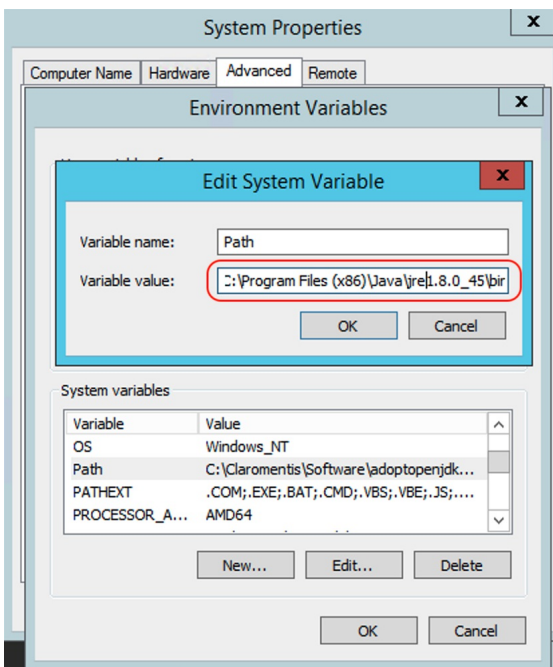 System Properties
x
Computer Name Hardware Advanced Remote
Environment Variables
x
Edit System Variable
x
Variable name: Path
Variable value: C:\Program Files (x86)\Java\jre1.8.0_45\bin
OK Cancel
System variables
Variable Value
OS Windows_NT
Path C:\Claromentis\Software\adoptopenjdk...
PATHEXT .COM;.EXE;.BAT;.CMD;.VBS;.VBE;.JS;....
PROCESSOR_A... AMD64
New... Edit... Delete
OK Cancel